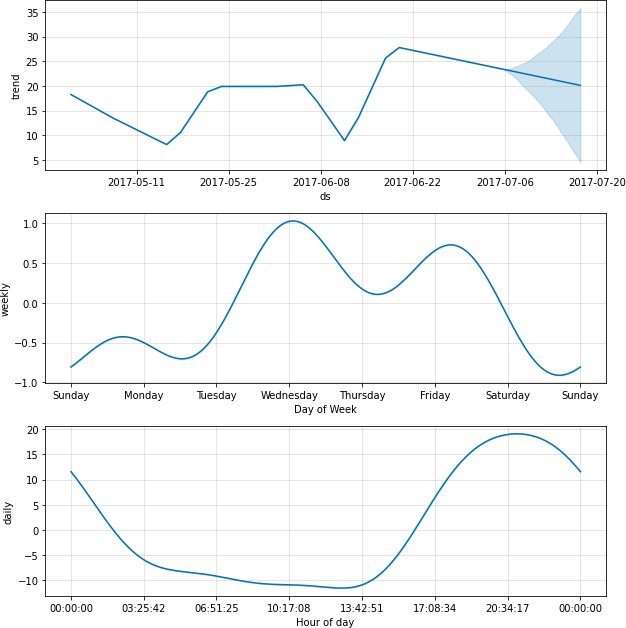 35
30
25
20
15
10
5
trend
2017-05-11 2017-05-25 2017-06-08 2017-06-22 2017-07-06 2017-07-20
ds
1.0
0.5
0.0
−0.5
−1.0
weekly
Sunday Monday Tuesday Wednesday Thursday Friday Saturday Sunday
Day of Week
20
15
10
5
0
−5
−10
daily
00:00:00 03:25:42 06:51:25 10:17:08 13:42:51 17:08:34 20:34:17 00:00:00
Hour of day